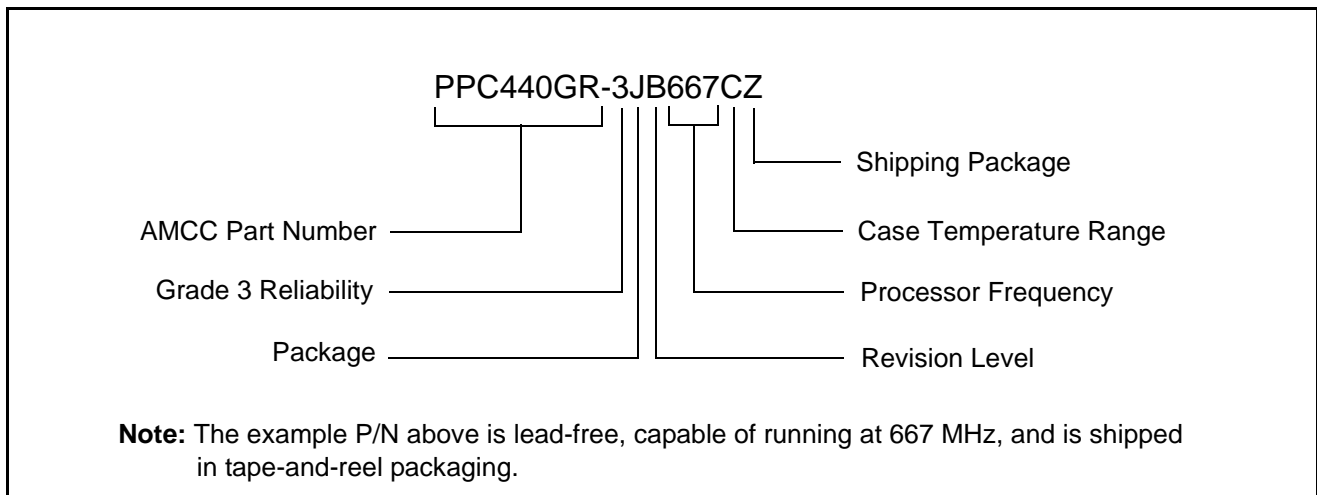 PPC440GR-3JB667CZ
Shipping Package
AMCC Part Number
Case Temperature Range
Grade 3 Reliability
Processor Frequency
Package
Revision Level
Note: The example P/N above is lead-free, capable of running at 667 MHz, and is shipped
in tape-and-reel packaging.